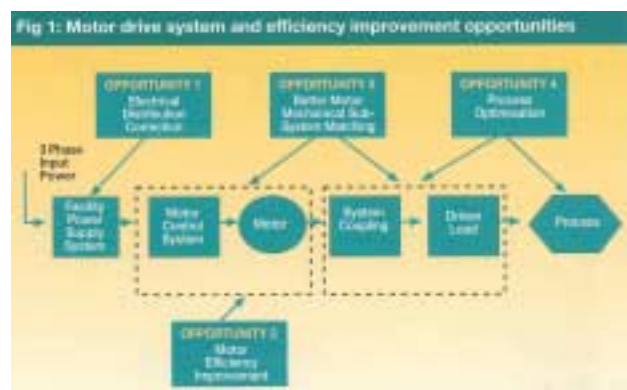 Fig 1: Motor drive system and efficiency improvement opportunities
OPPORTUNITY 1
Electrical
Distribution
Correction
OPPORTUNITY 3
Better Motor
Mechanical Sub-
System Matching
OPPORTUNITY 4
Process
Optimisation
3 Phase
Input
Power
Facility
Power
Supply
System
Motor
Control
System
Motor
System
Coupling
Driven
Load
Process
OPPORTUNITY 2
Motor
Efficiency
Improvement